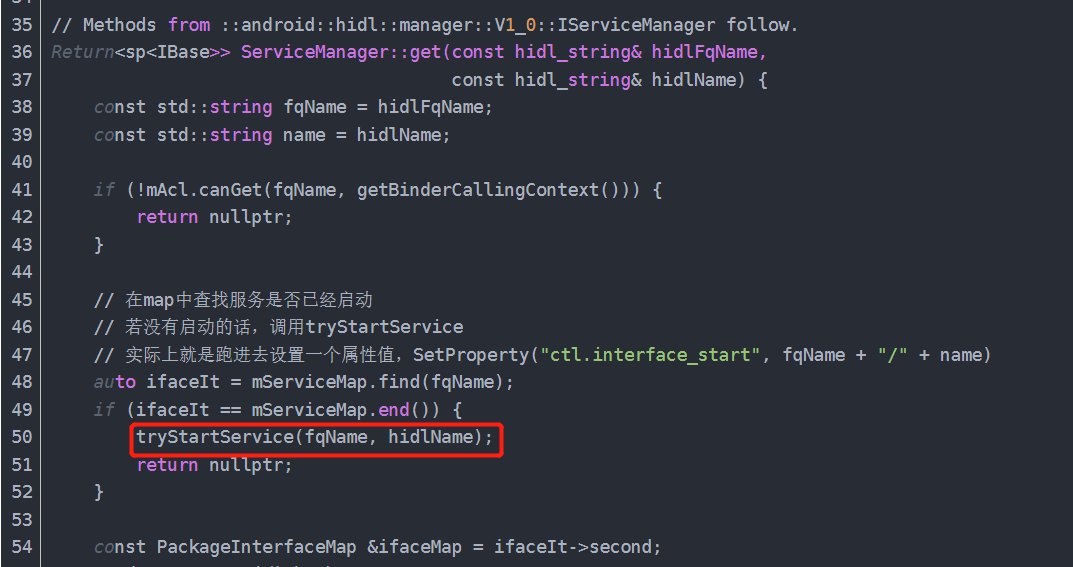 35 // Methods from ::android::hidl::manager::V1_0::IServiceManager follow.
36 Return<sp<IBase>> ServiceManager::get(const hidl_string& hidlFqName,
37                                       const hidl_string& hidlName) {
38     const std::string fqName = hidlFqName;
39     const std::string name = hidlName;
40
41     if (!mAcl.canGet(fqName, getBinderCallingContext())) {
42         return nullptr;
43     }
44
45     // 在map中查找服务是否已经启动
46     // 若没有启动的话，调用tryStartService
47     // 实际上就是跑进去设置一个属性值，SetProperty("ctl.interface_start", fqName + "/" + name)
48     auto ifaceIt = mServiceMap.find(fqName);
49     if (ifaceIt == mServiceMap.end()) {
50         tryStartService(fqName, hidlName);
51         return nullptr;
52     }
53
54     const PackageInterfaceMap &ifaceMap = ifaceIt->second;